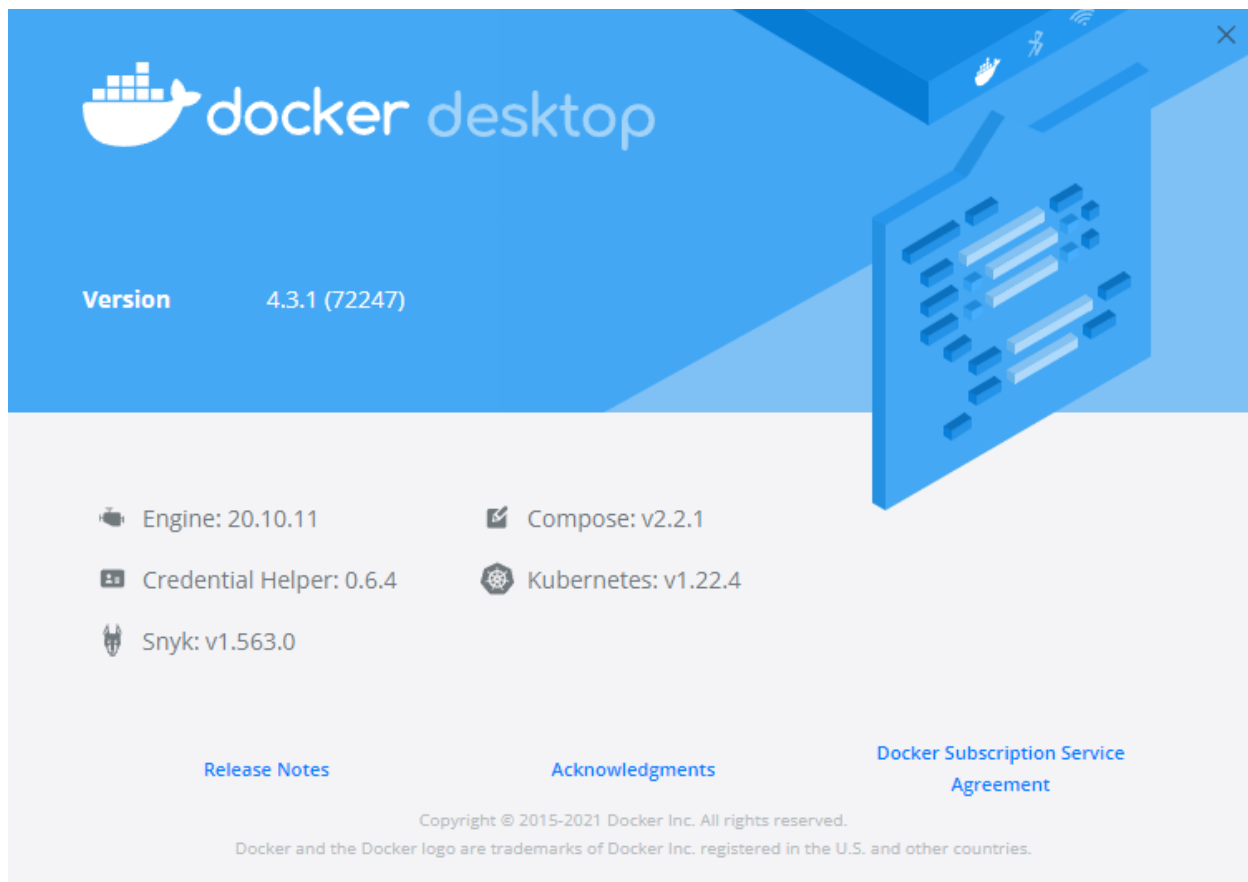 docker desktop
Version 4.3.1 (72247)
Engine: 20.10.11
Compose: v2.2.1
Credential Helper: 0.6.4
Kubernetes: v1.22.4
Snyk: v1.563.0
Release Notes
Acknowledgments
Docker Subscription Service
Agreement
Copyright © 2015-2021 Docker Inc. All rights reserved.
Docker and the Docker logo are trademarks of Docker Inc. registered in the U.S. and other countries.